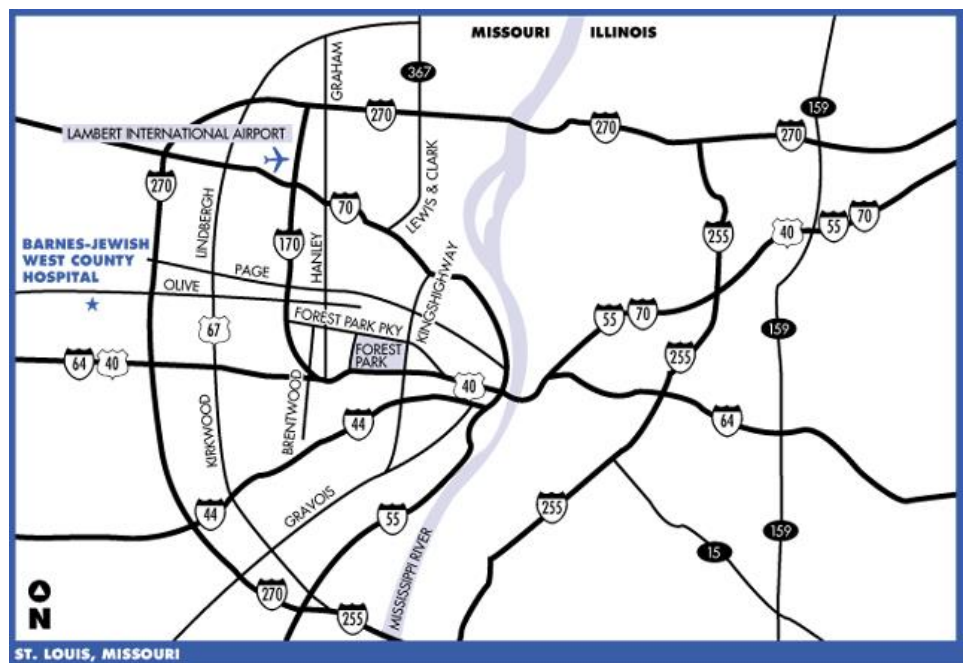 MISSOURI
ILLINOIS
367
GRAHAM
159
270
270
270
LAMBERT INTERNATIONAL AIRPORT
LEWIS & CLARK
270
70
LINDBERGH
55
70
40
255
170
HANLEY
BARNES-JEWISH
WEST COUNTY
HOSPITAL
PAGE
OLIVE
KINGSHIGHWAY
FOREST PARK PKY
55
70
67
159
FOREST
PARK
255
64
40
40
BRENTWOOD
44
64
KIRKWOOD
GRAVOIS
44
55
255
159
15
MISSISSIPPI RIVER
270
255
N
ST. LOUIS, MISSOURI